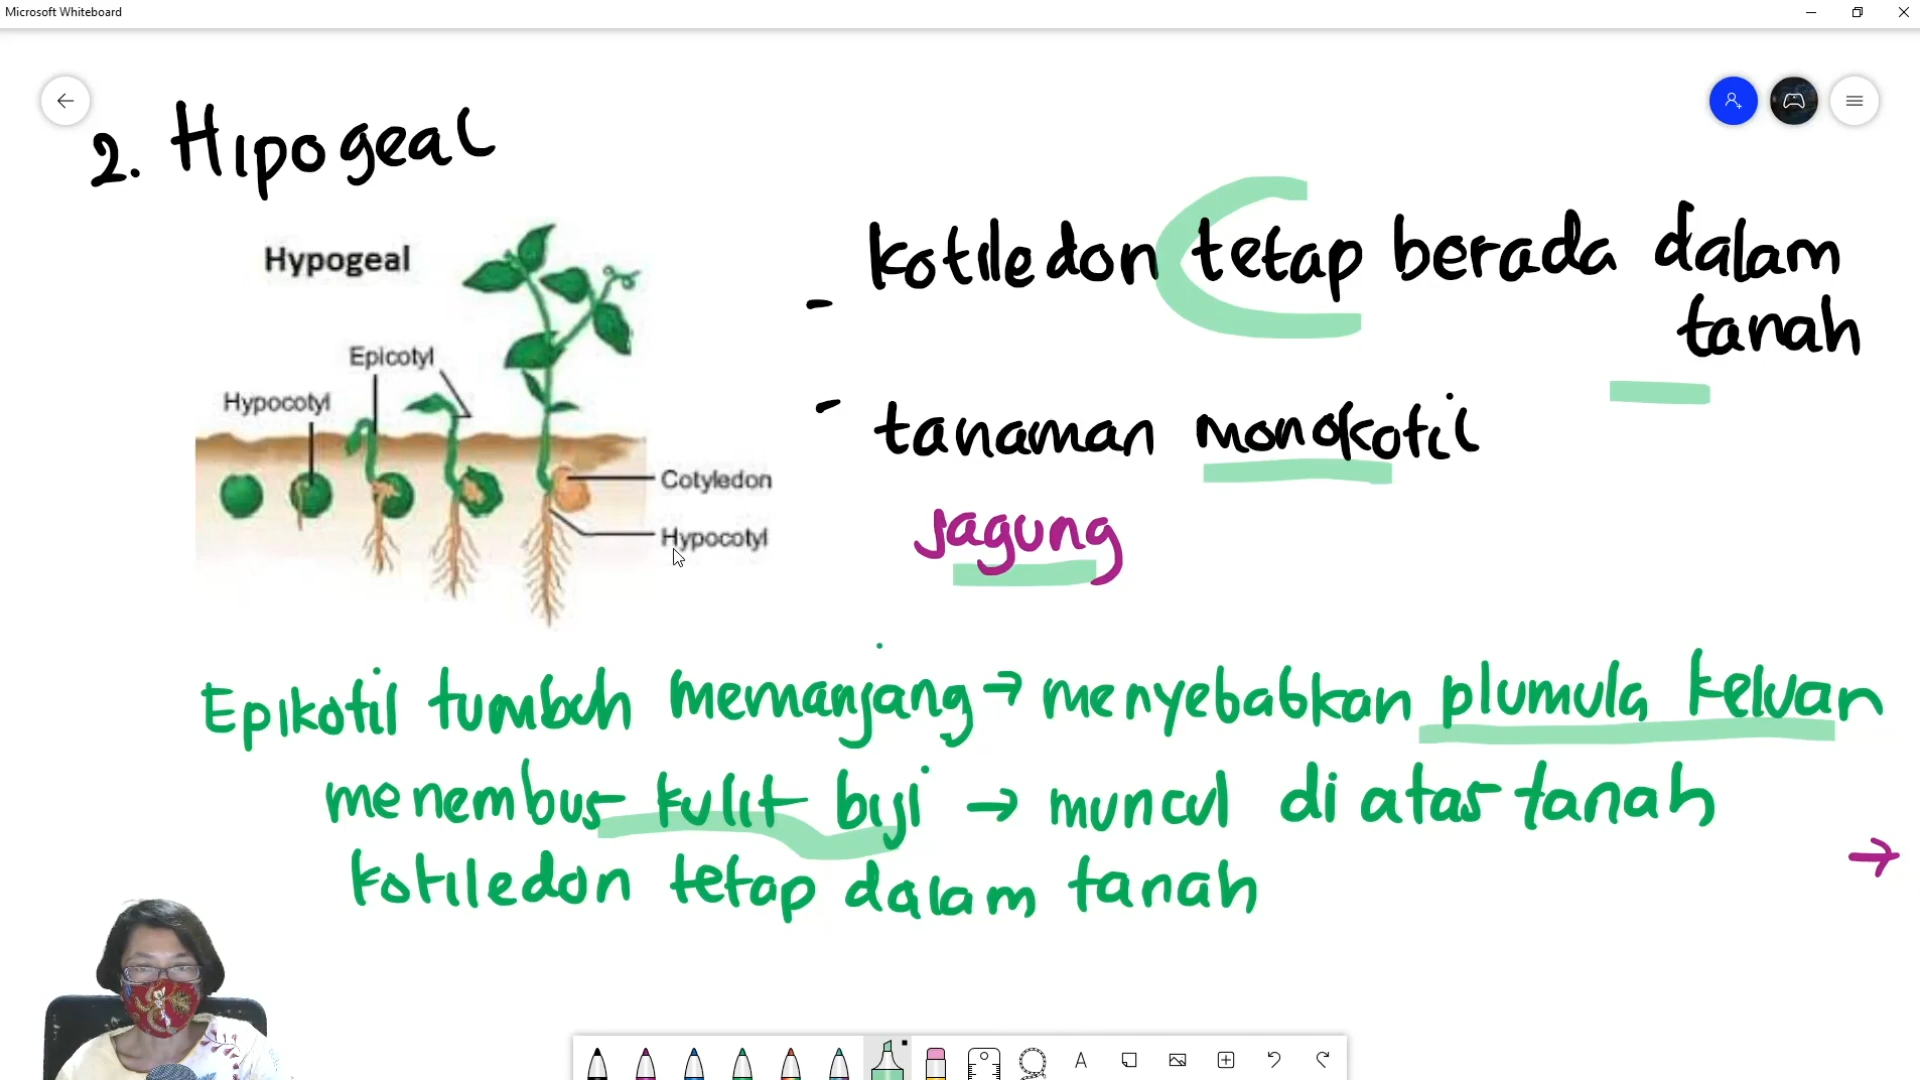 Microsoft Whiteboard
2. Hipogeal
Hypogeal
Epicotyl
Hypocotyl
Cotyledon
Hypocotyl
- kotiledon tetap berada dalam
tanah
- tanaman monokotil
Jagung
Epikotil tumbuh memanjang → menyebabkan plumula keluar
menembus kulit biji → muncul di atas tanah
→
kotiledon tetap dalam tanah
A